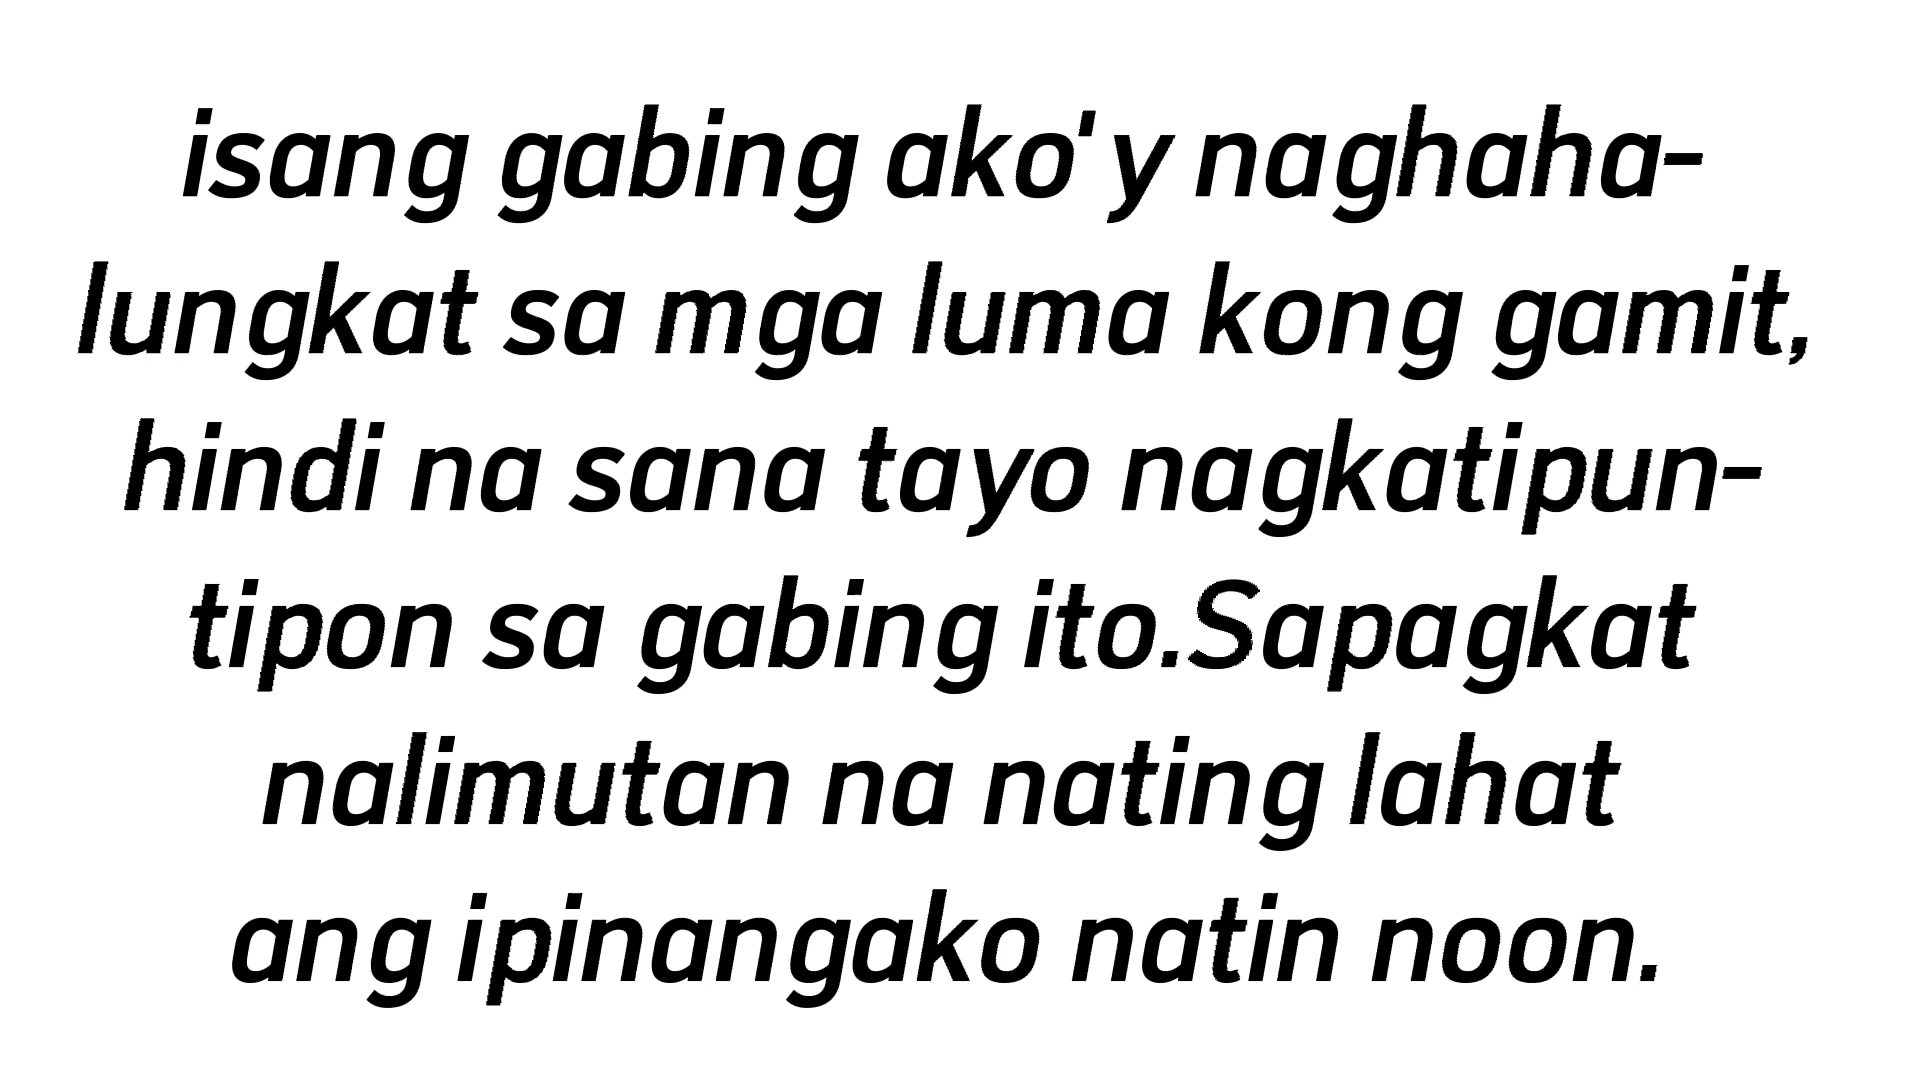 isang gabing ako'y naghaha-
lungkat sa mga luma kong gamit,
hindi na sana tayo nagkatipun-
tipon sa gabing ito.Sapagkat
nalimutan na nating lahat
ang ipinangako natin noon.